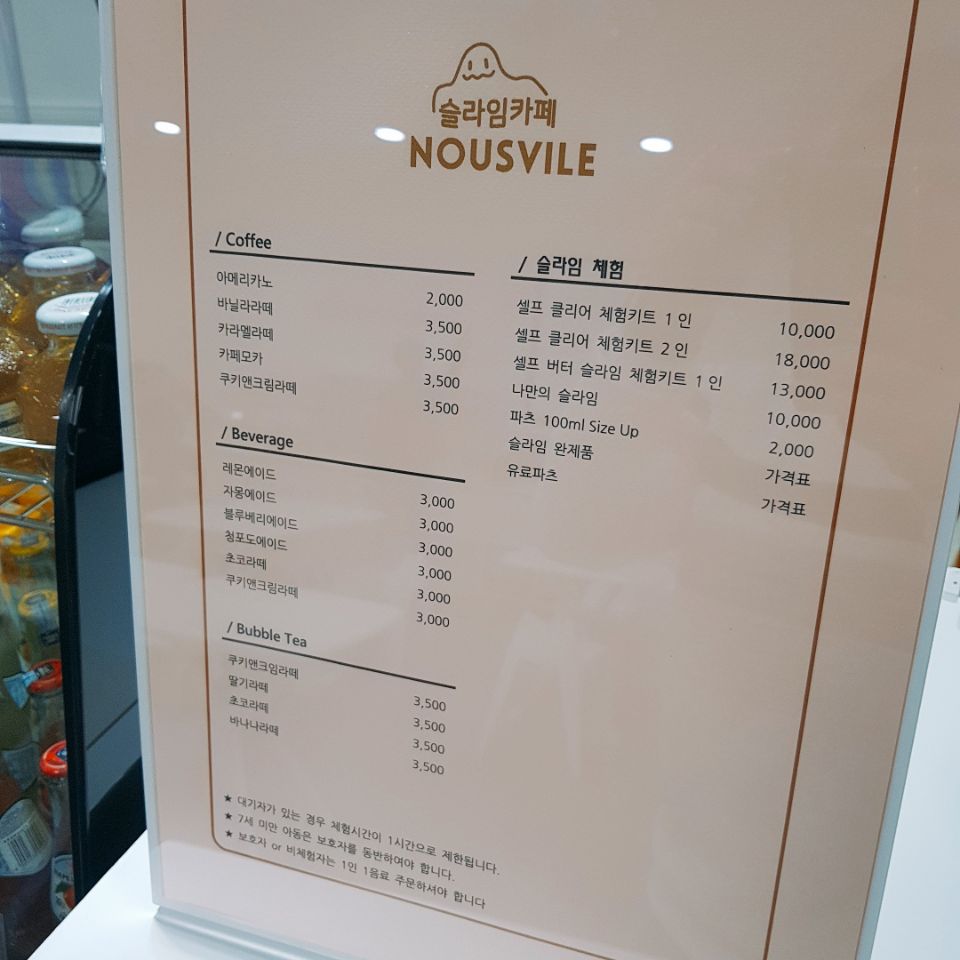 슬라임카페
NOUSVILE
/ Coffee
아메리카노 2,000
바닐라라떼 3,500
카라멜라떼 3,500
카페모카 3,500
쿠키앤크림라떼 3,500
/ Beverage
레몬에이드 3,000
자몽에이드 3,000
블루베리에이드 3,000
청포도에이드 3,000
초코라떼 3,000
쿠키앤크림라떼 3,000
/ Bubble Tea
쿠키앤크임라떼 3,500
딸기라떼 3,500
초코라떼 3,500
바나나라떼 3,500
/ 슬라임 체험
셀프 클리어 체험키트 1 인 10,000
셀프 클리어 체험키트 2 인 18,000
셀프 버터 슬라임 체험키트 1 인 13,000
나만의 슬라임 10,000
파츠 100ml Size Up 2,000
슬라임 완제품 가격표
유료파츠 가격표
★ 대기자가 있는 경우 체험시간이 1시간으로 제한됩니다.
★ 7세 미만 아동은 보호자를 동반하여야 합니다.
★ 보호자 or 비체험자는 1인 1음료 주문하셔야 합니다